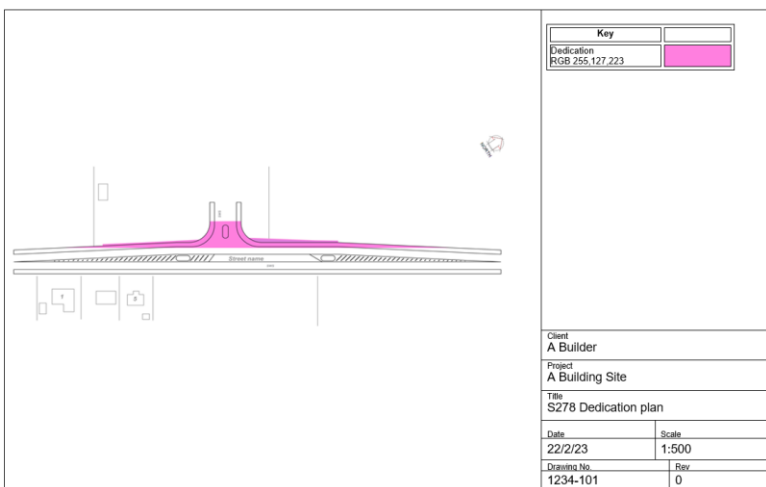 Key
Dedication
RGB 255,127,223
NORTH
Street name
Client
A Builder
Project
A Building Site
Title
S278 Dedication plan
Date
22/2/23
Scale
1:500
Drawing No.
1234-101
Rev
0